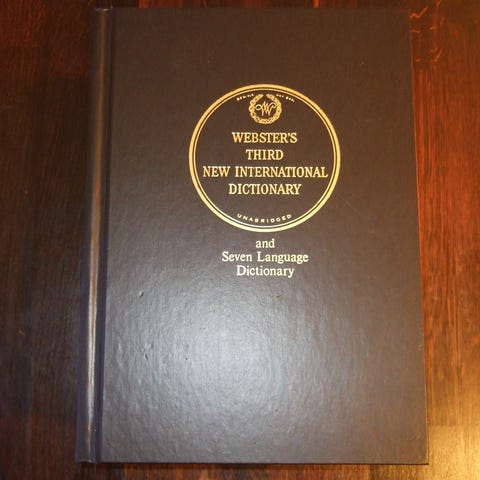 W
WEBSTER'S
THIRD
NEW INTERNATIONAL
DICTIONARY
UNABRIDGED
and
Seven Language
Dictionary